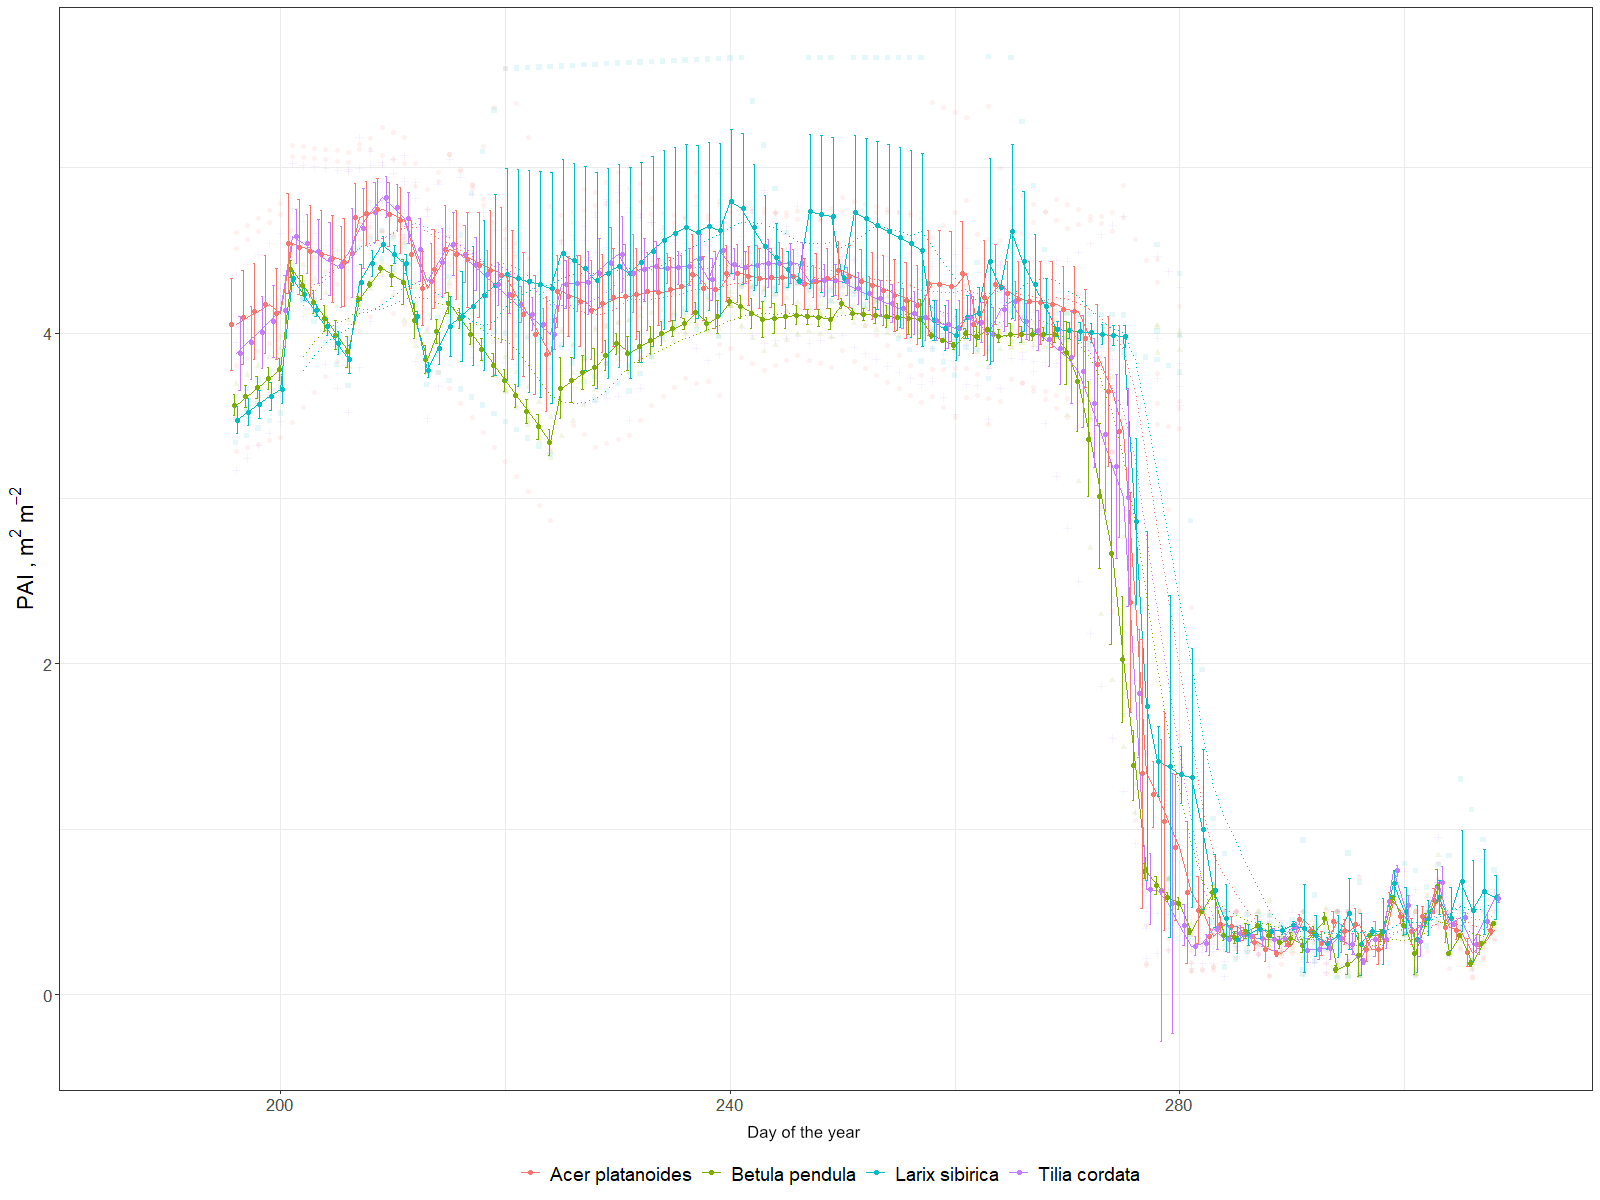 4
2
0
PAI , m² m⁻²
200 240 280
Day of the year
Acer platanoides Betula pendula Larix sibirica Tilia cordata